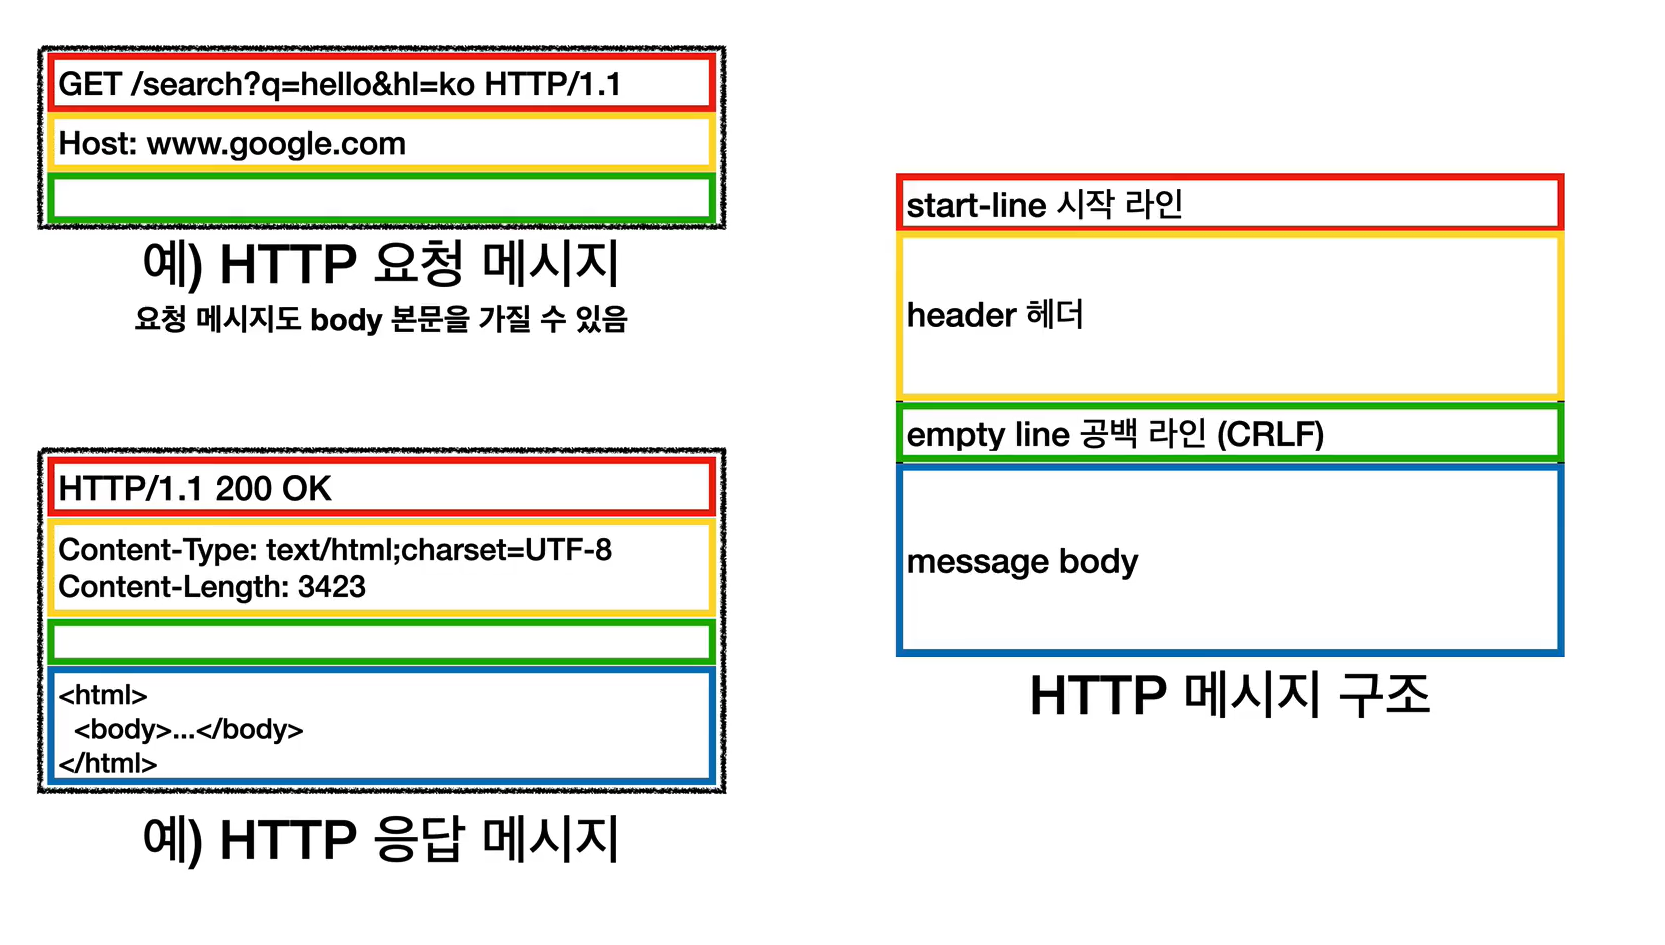 GET /search?q=hello&hl=ko HTTP/1.1
Host: www.google.com
예) HTTP 요청 메시지
요청 메시지도 body 본문을 가질 수 있음
HTTP/1.1 200 OK
Content-Type: text/html;charset=UTF-8
Content-Length: 3423
<html>
<body>...</body>
</html>
예) HTTP 응답 메시지
start-line 시작 라인
header 헤더
empty line 공백 라인 (CRLF)
message body
HTTP 메시지 구조